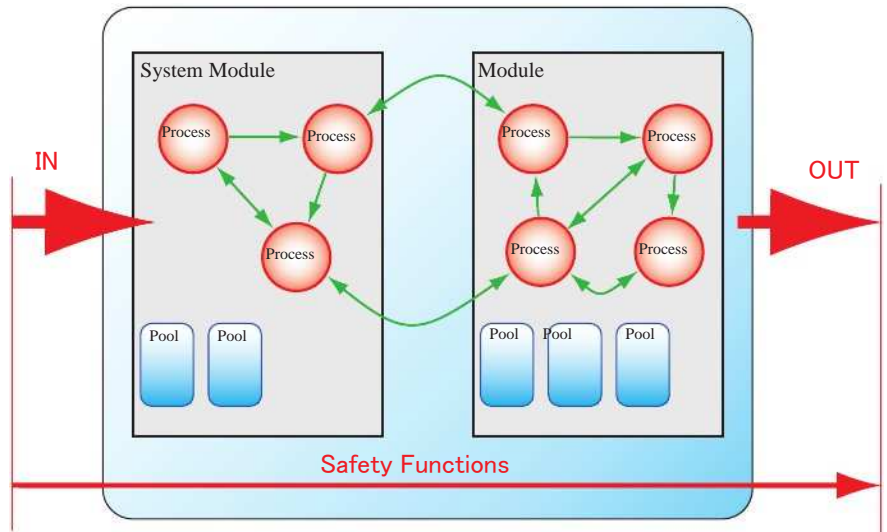 System Module
Module
Process
Process
Process
Process
IN
OUT
Process
Process
Process
Pool
Pool
Pool
Pool
Pool
Safety Functions